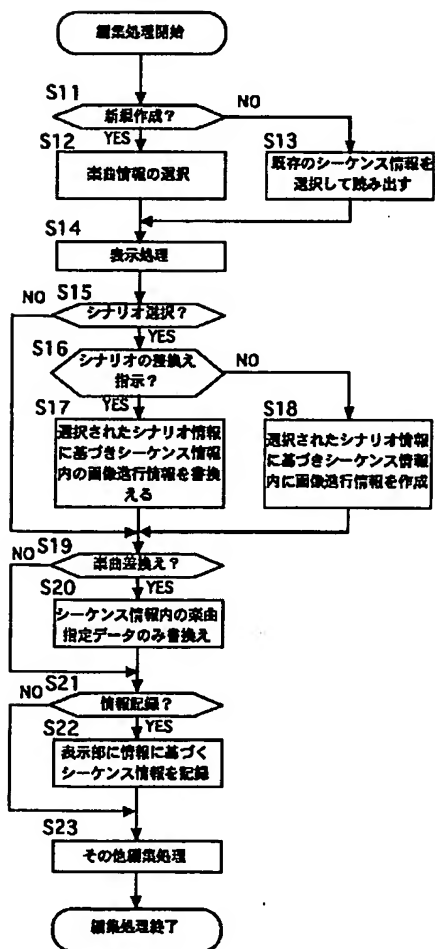 編集処理開始
S11
新規作成?
NO
YES
S12
楽曲情報の選択
S13
既存のシーケンス情報を
選択して読み出す
S14
表示処理
S15
NO
シナリオ選択?
YES
S16
シナリオの差換え
指示?
NO
YES
S17
選択されたシナリオ情報
に基づきシーケンス情報
内の画像進行情報を書換
える
S18
選択されたシナリオ情報
に基づきシーケンス情報
内に画像進行情報を作成
S19
NO
楽曲差換え?
YES
S20
シーケンス情報内の楽曲
指定データのみ書換え
S21
NO
情報記録?
YES
S22
表示部に情報に基づく
シーケンス情報を記録
S23
その他編集処理
編集処理終了